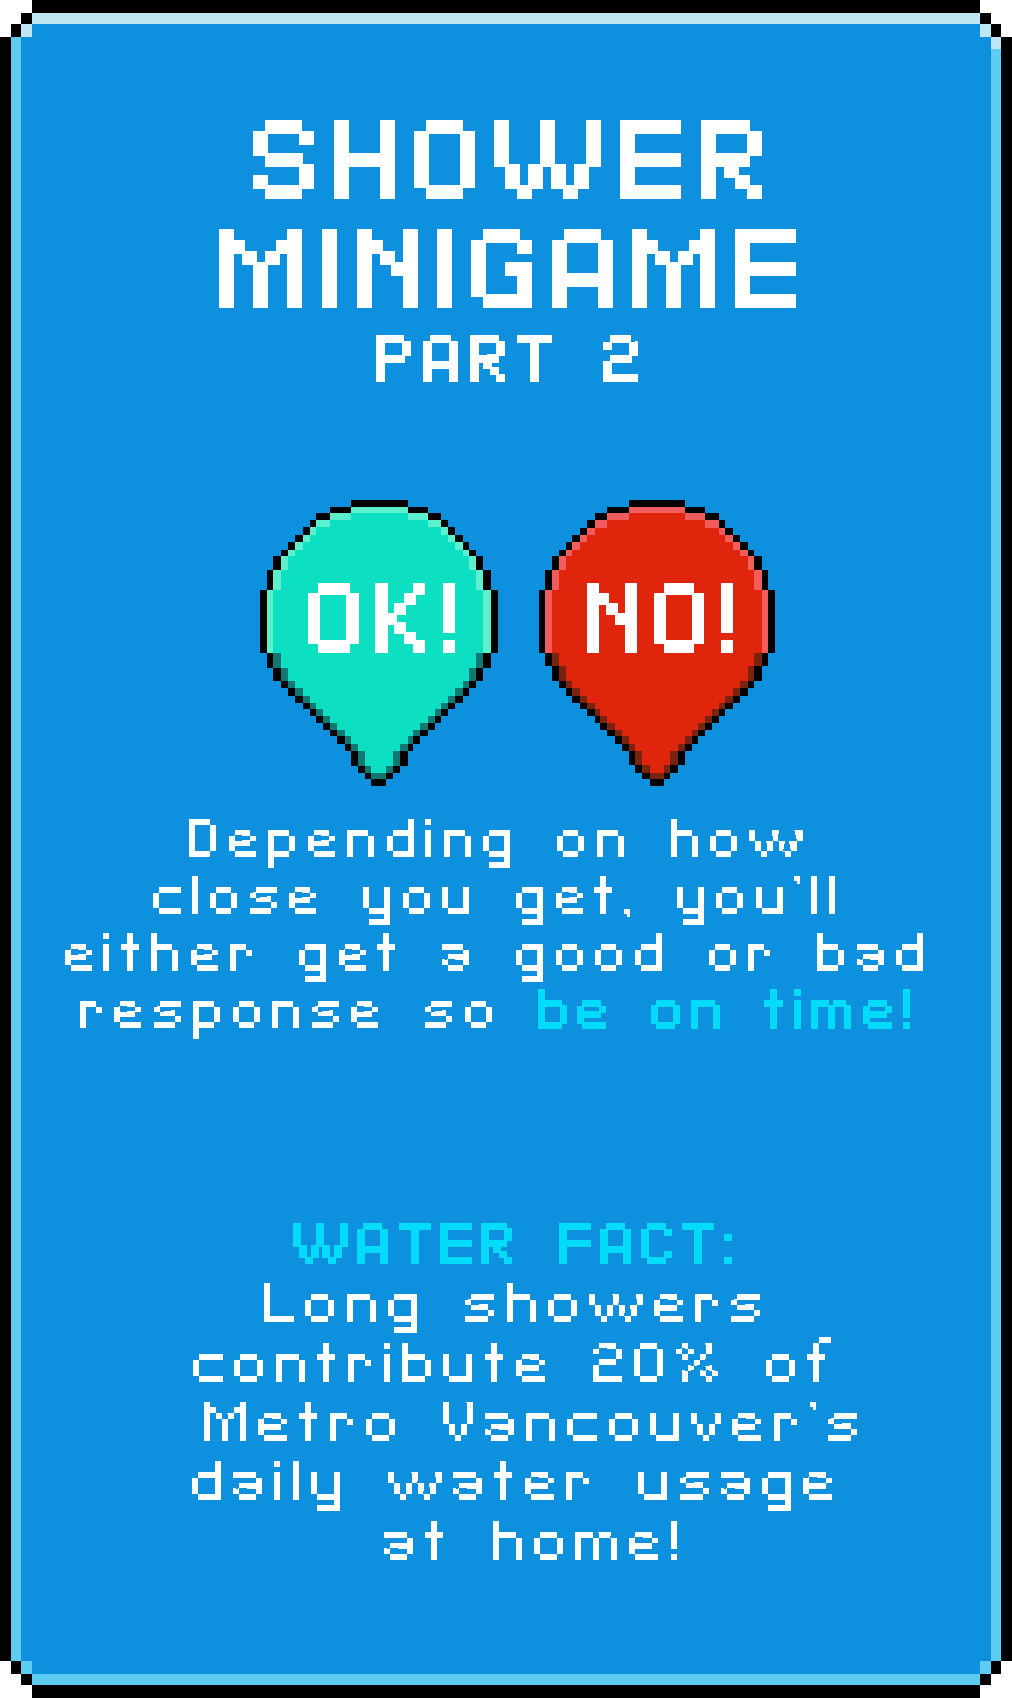 SHOWER
MINIGAME
PART 2
OK! NO!
Depending on how
close you get, you'll
either get a good or bad
response so be on time!
WATER FACT:
Long showers
contribute 20% of
Metro Vancouver's
daily water usage
at home!